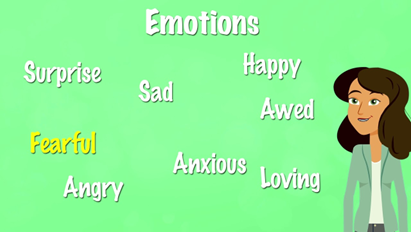 Emotions
Surprise
Happy
Sad
Awed
Fearful
Anxious
Loving
Angry